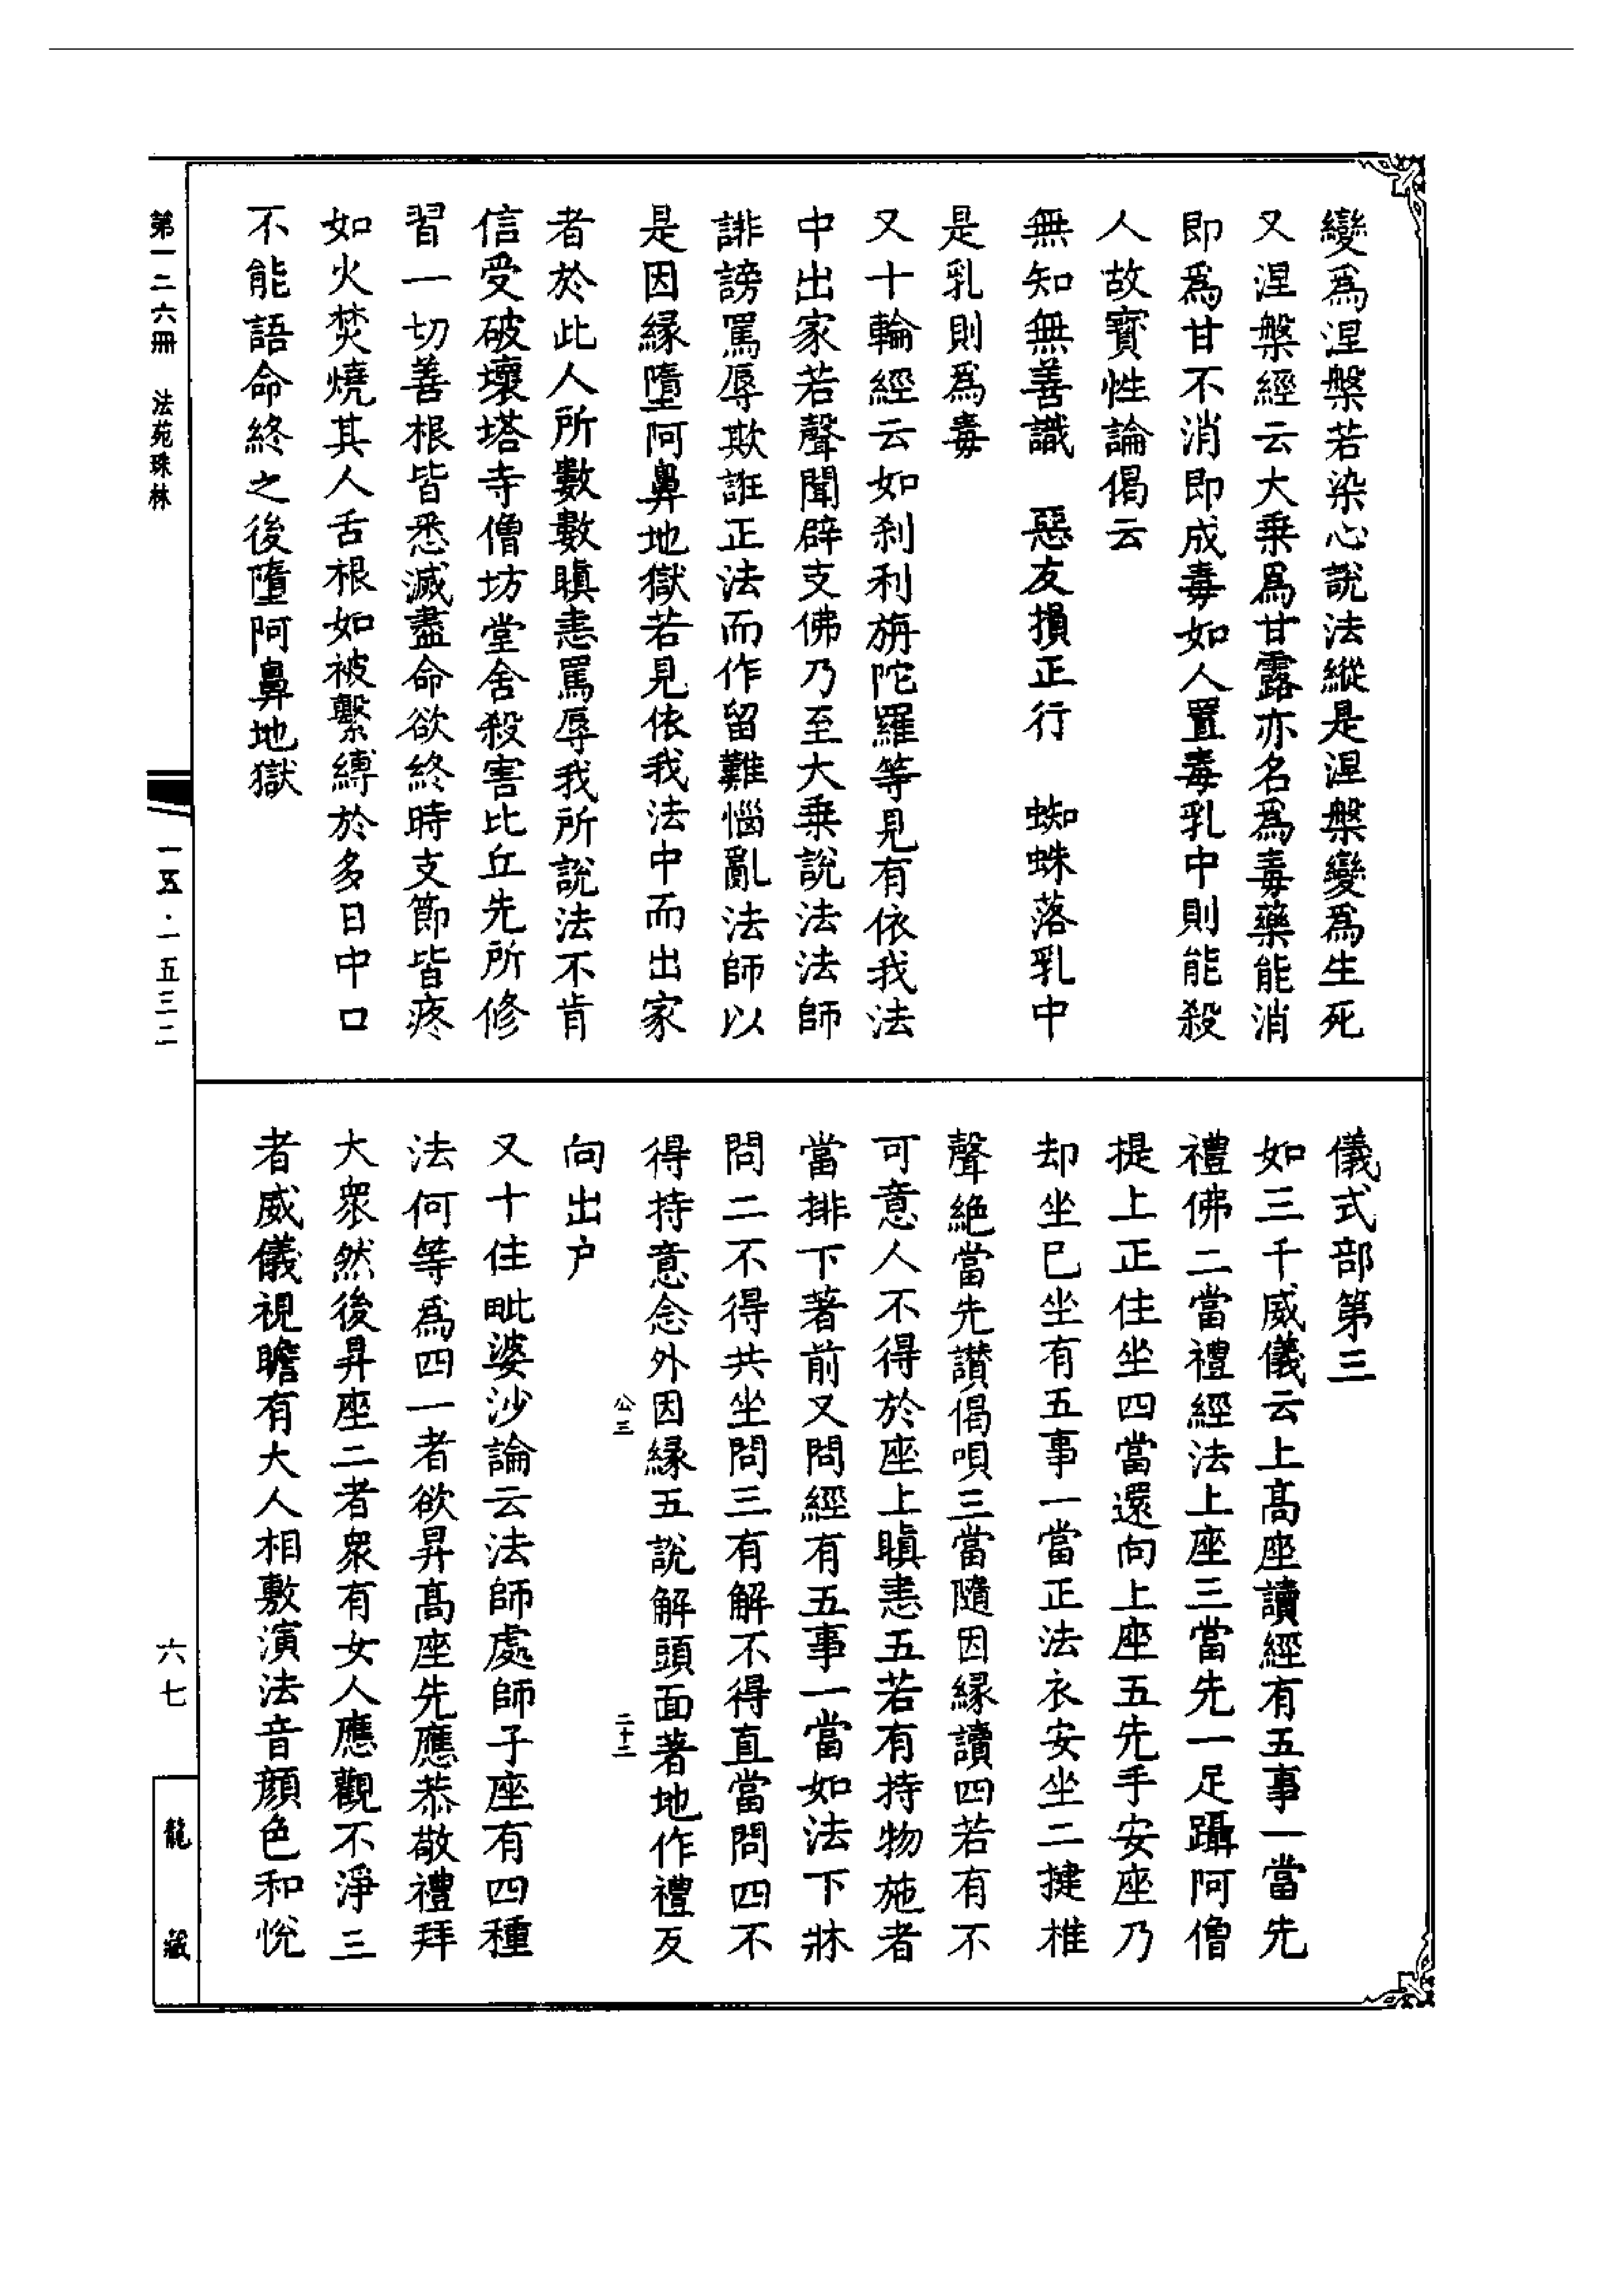 變爲涅槃若染心說法縱是涅槃變爲生死
又涅槃經云大乘爲甘露亦名爲毒藥能消
即爲甘不消即成毒如人置毒乳中則能殺
人故寳性論偈云
無知無善識　惡友損正行　蜘蛛落乳中
是乳則爲毒
又十輪經云如刹利旃陀羅等見有依我法
中出家若聲聞辟支佛乃至大乗說法法師
誹謗罵辱欺誑正法而作留難惱亂法師以
是因緣墮阿鼻地獄若見依我法中而出家
者於此人所數數瞋恚罵辱我所說法不肯
信受破壞塔寺僧坊堂舍殺害比丘先所修
習一切善根皆悉滅盡命欲終時支節皆疼
如火焚燒其人舌根如被繫縛於多日中口
不能語命終之後墮阿鼻地獄
儀式部第三
如三千威儀云上髙座讀經有五事一當先
禮佛二當禮經法上座三當先一足躡阿僧
提上正住坐四當還向上座五先手安座乃
却坐已坐有五事一當正法衣安坐二揵椎
聲絶當先讃偈唄三當隨因緣讀四若有不
可意人不得於座上瞋恚五若有持物施者
當排下著前又問經有五事一當如法下牀
問二不得共坐問三有解不得直當問四不
得持意念外因緣五說解頭面著地作禮反
向出户
又十住毗婆沙論云法師處師子座有四種
法何等爲四一者欲昇髙座先應恭敬禮拜
大衆然後昇座二者衆有女人應觀不淨三
者威儀視瞻有大人相敷演法音顔色和悅
公三
二十二
第一二六冊　法苑珠林
一五·一五三二
六七
龍藏